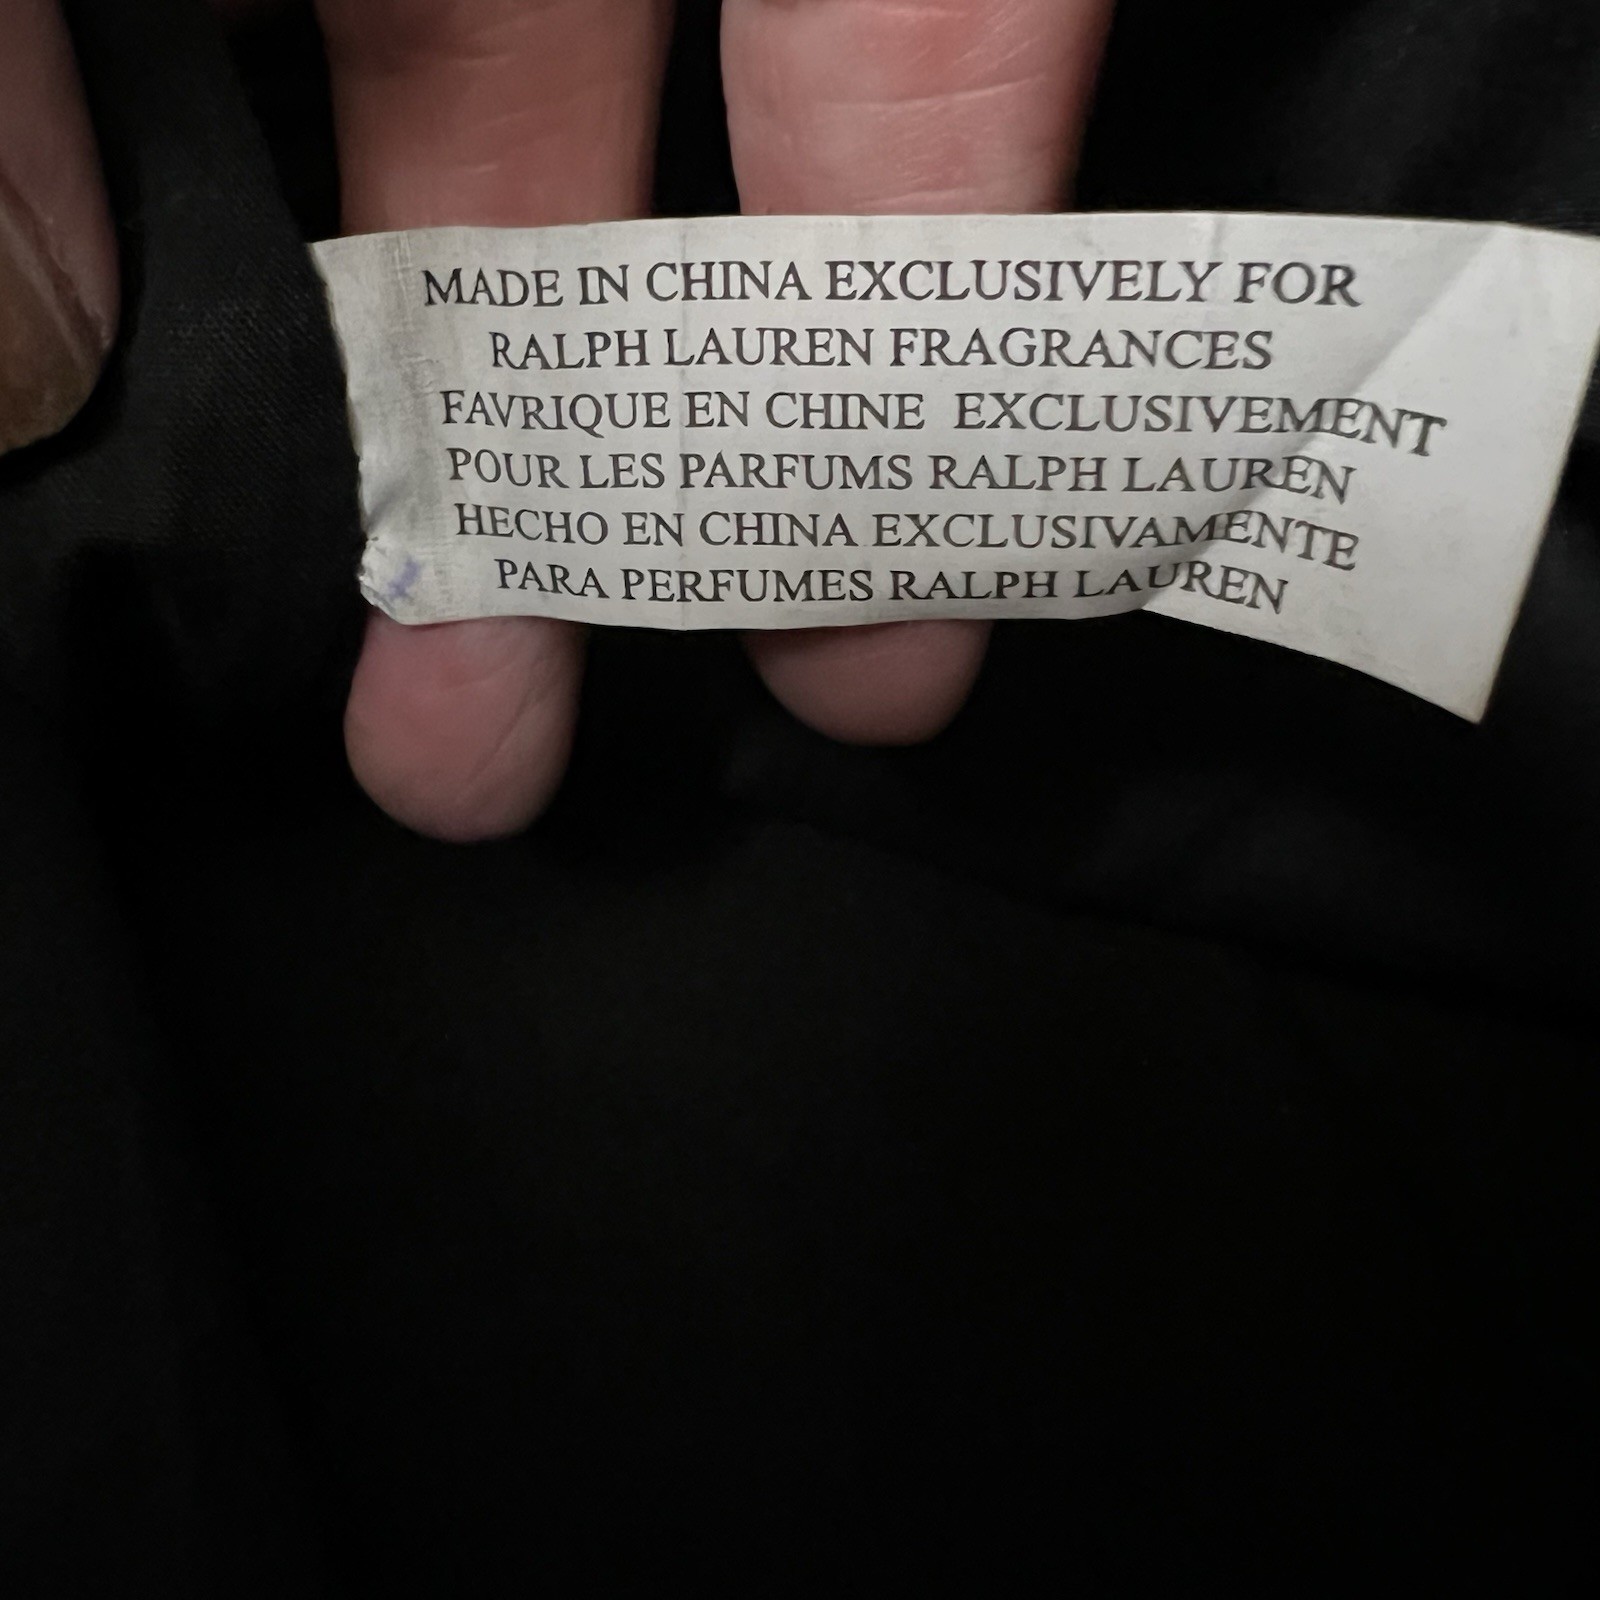 MADE IN CHINA EXCLUSIVELY FOR
RALPH LAUREN FRAGRANCES
FAVRIQUE EN CHINE EXCLUSIVEMENT
POUR LES PARFUMS RALPH LAUREN
HECHO EN CHINA EXCLUSIVAMENTE
PARA PERFUMES RALPH LAUREN